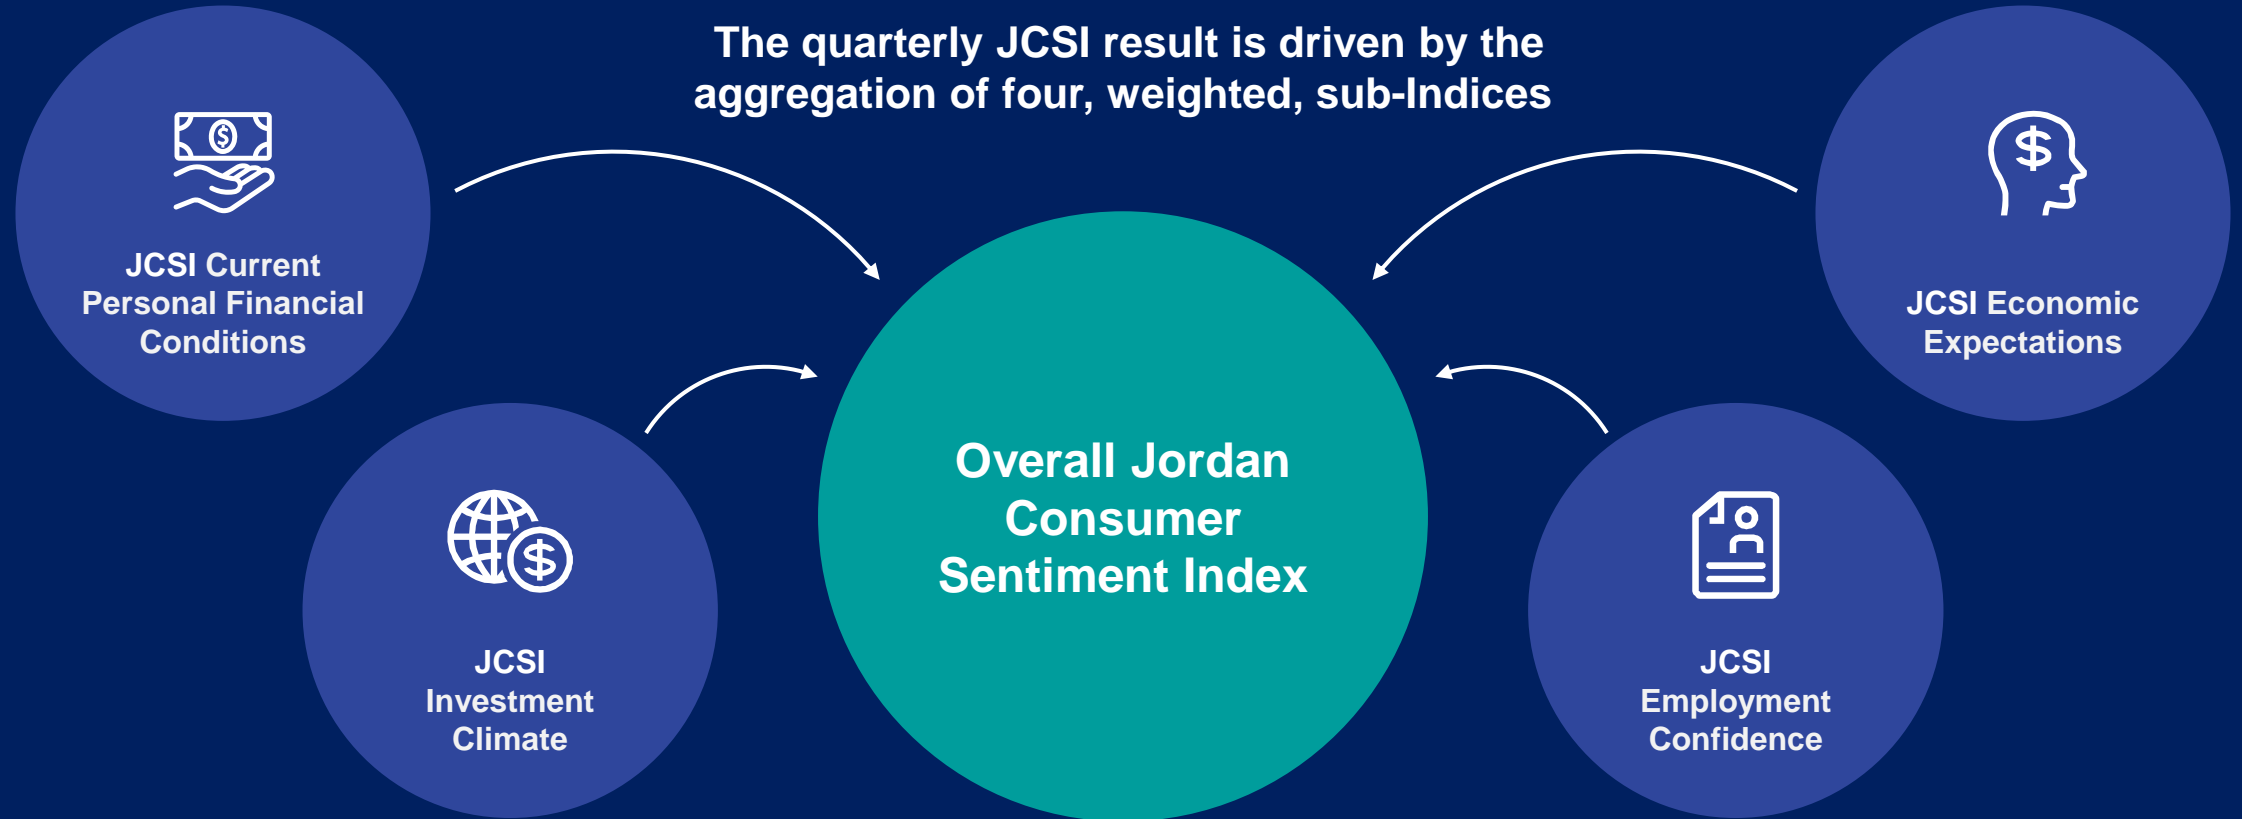 The quarterly JCSI result is driven by the
aggregation of four, weighted, sub-Indices
JCSI Current
Personal Financial
Conditions
JCSI Economic
Expectations
Overall Jordan
Consumer
Sentiment Index
JCSI
Investment
Climate
JCSI
Employment
Confidence